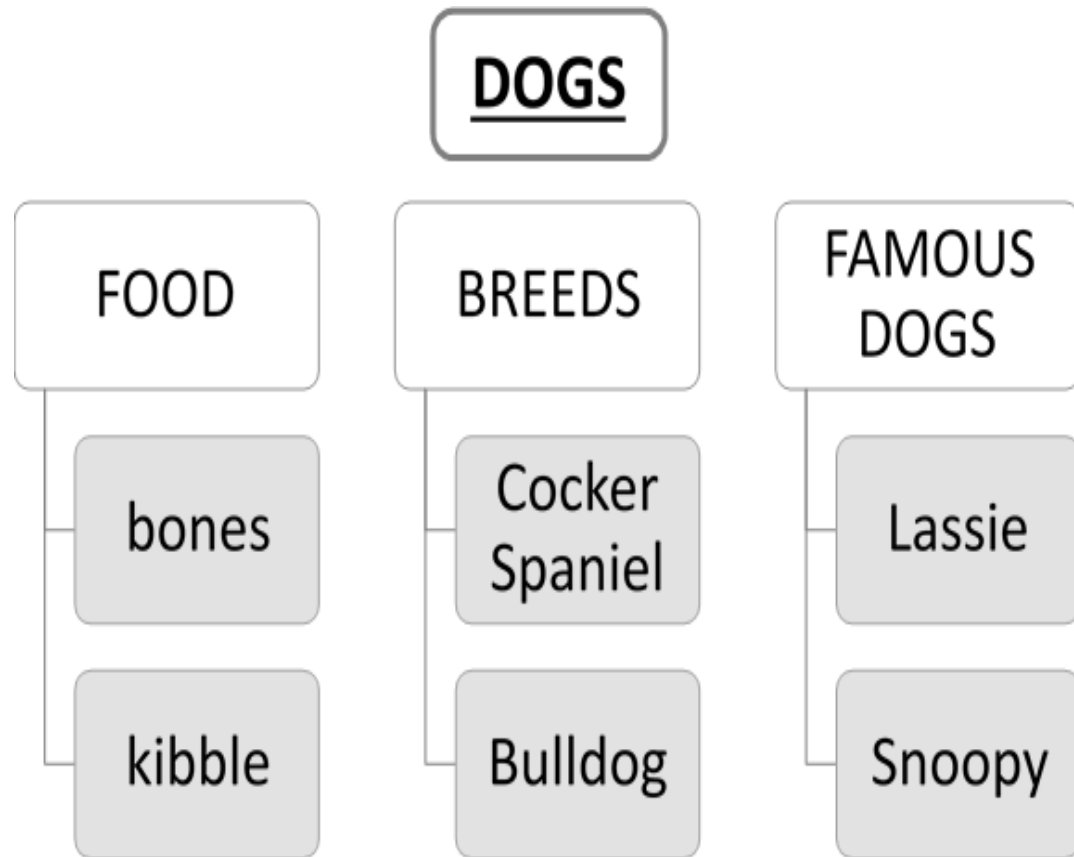 DOGS
FOOD
bones
kibble
BREEDS
Cocker
Spaniel
Bulldog
FAMOUS
DOGS
Lassie
Snoopy